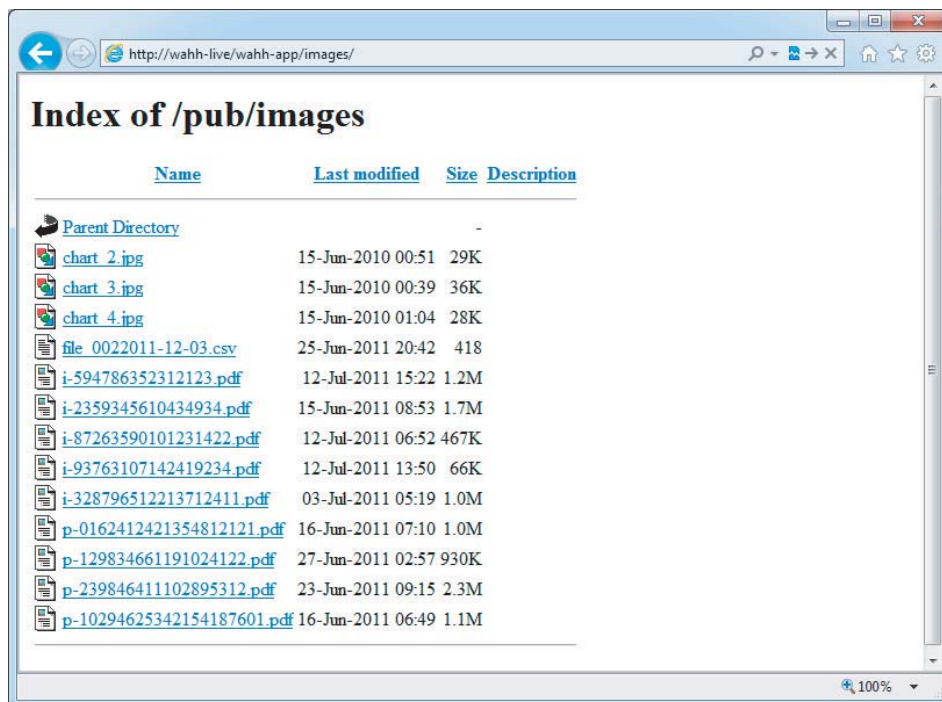 http://wahh-live/wahh-app/images/
Index of /pub/images
Name Last modified Size Description
Parent Directory -
chart_2.jpg 15-Jun-2010 00:51 29K
chart_3.jpg 15-Jun-2010 00:39 36K
chart_4.jpg 15-Jun-2010 01:04 28K
file_0022011-12-03.csv 25-Jun-2011 20:42 418
i-594786352312123.pdf 12-Jul-2011 15:22 1.2M
i-2359345610434934.pdf 15-Jun-2011 08:53 1.7M
i-87263590101231422.pdf 12-Jul-2011 06:52 467K
i-93763107142419234.pdf 12-Jul-2011 13:50 66K
i-328796512213712411.pdf 03-Jul-2011 05:19 1.0M
p-0162412421354812121.pdf 16-Jun-2011 07:10 1.0M
p-129834661191024122.pdf 27-Jun-2011 02:57 930K
p-239846411102895312.pdf 23-Jun-2011 09:15 2.3M
p-10294625342154187601.pdf 16-Jun-2011 06:49 1.1M
100%